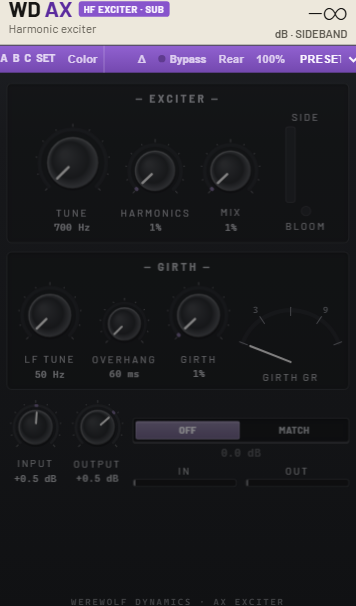 WD AX HF EXCITER · SUB
Harmonic exciter
-∞
dB · SIDEBAND
A B C SET Color Δ Bypass Rear 100% PRESET
— EXCITER —
SIDE
TUNE HARMONICS MIX
700 Hz 1% 1%
BLOOM
— GIRTH —
3 9
LF TUNE OVERHANG GIRTH
50 Hz 60 ms 1%
GIRTH GR
OFF MATCH
0.0 dB
INPUT OUTPUT IN OUT
+0.5 dB +0.5 dB
WEREWOLF DYNAMICS · AX EXCITER